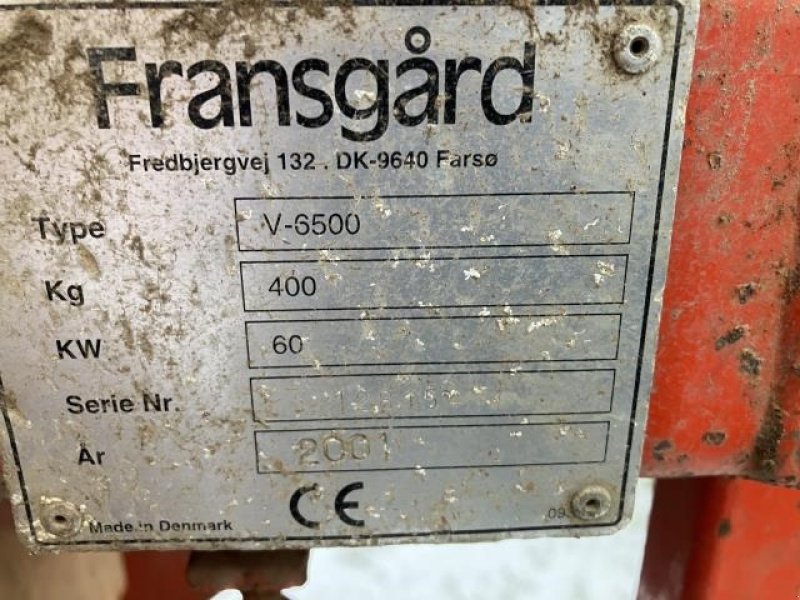 Fransgård
Fredbjergvej 132 . DK-9640 Farsø
Type V-6500
Kg 400
KW 60
Serie Nr.
År 2001
CE
Made in Denmark